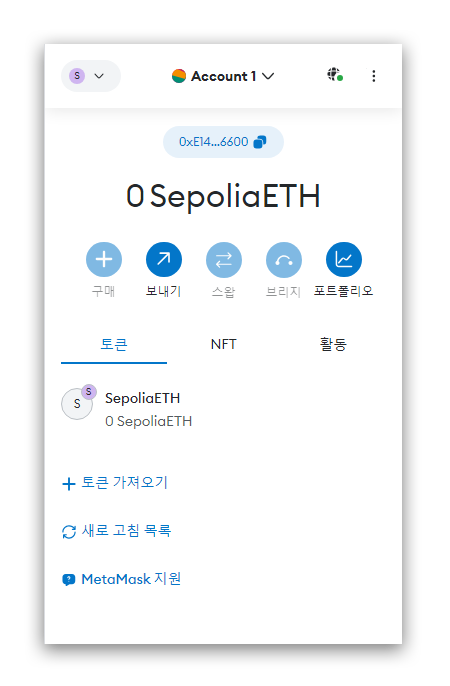 S
Account 1
0xE14...6600
0 SepoliaETH
구매 보내기 스왑 브리지 포트폴리오
토큰 NFT 활동
S
S
SepoliaETH
0 SepoliaETH
토큰 가져오기
새로 고침 목록
MetaMask 지원